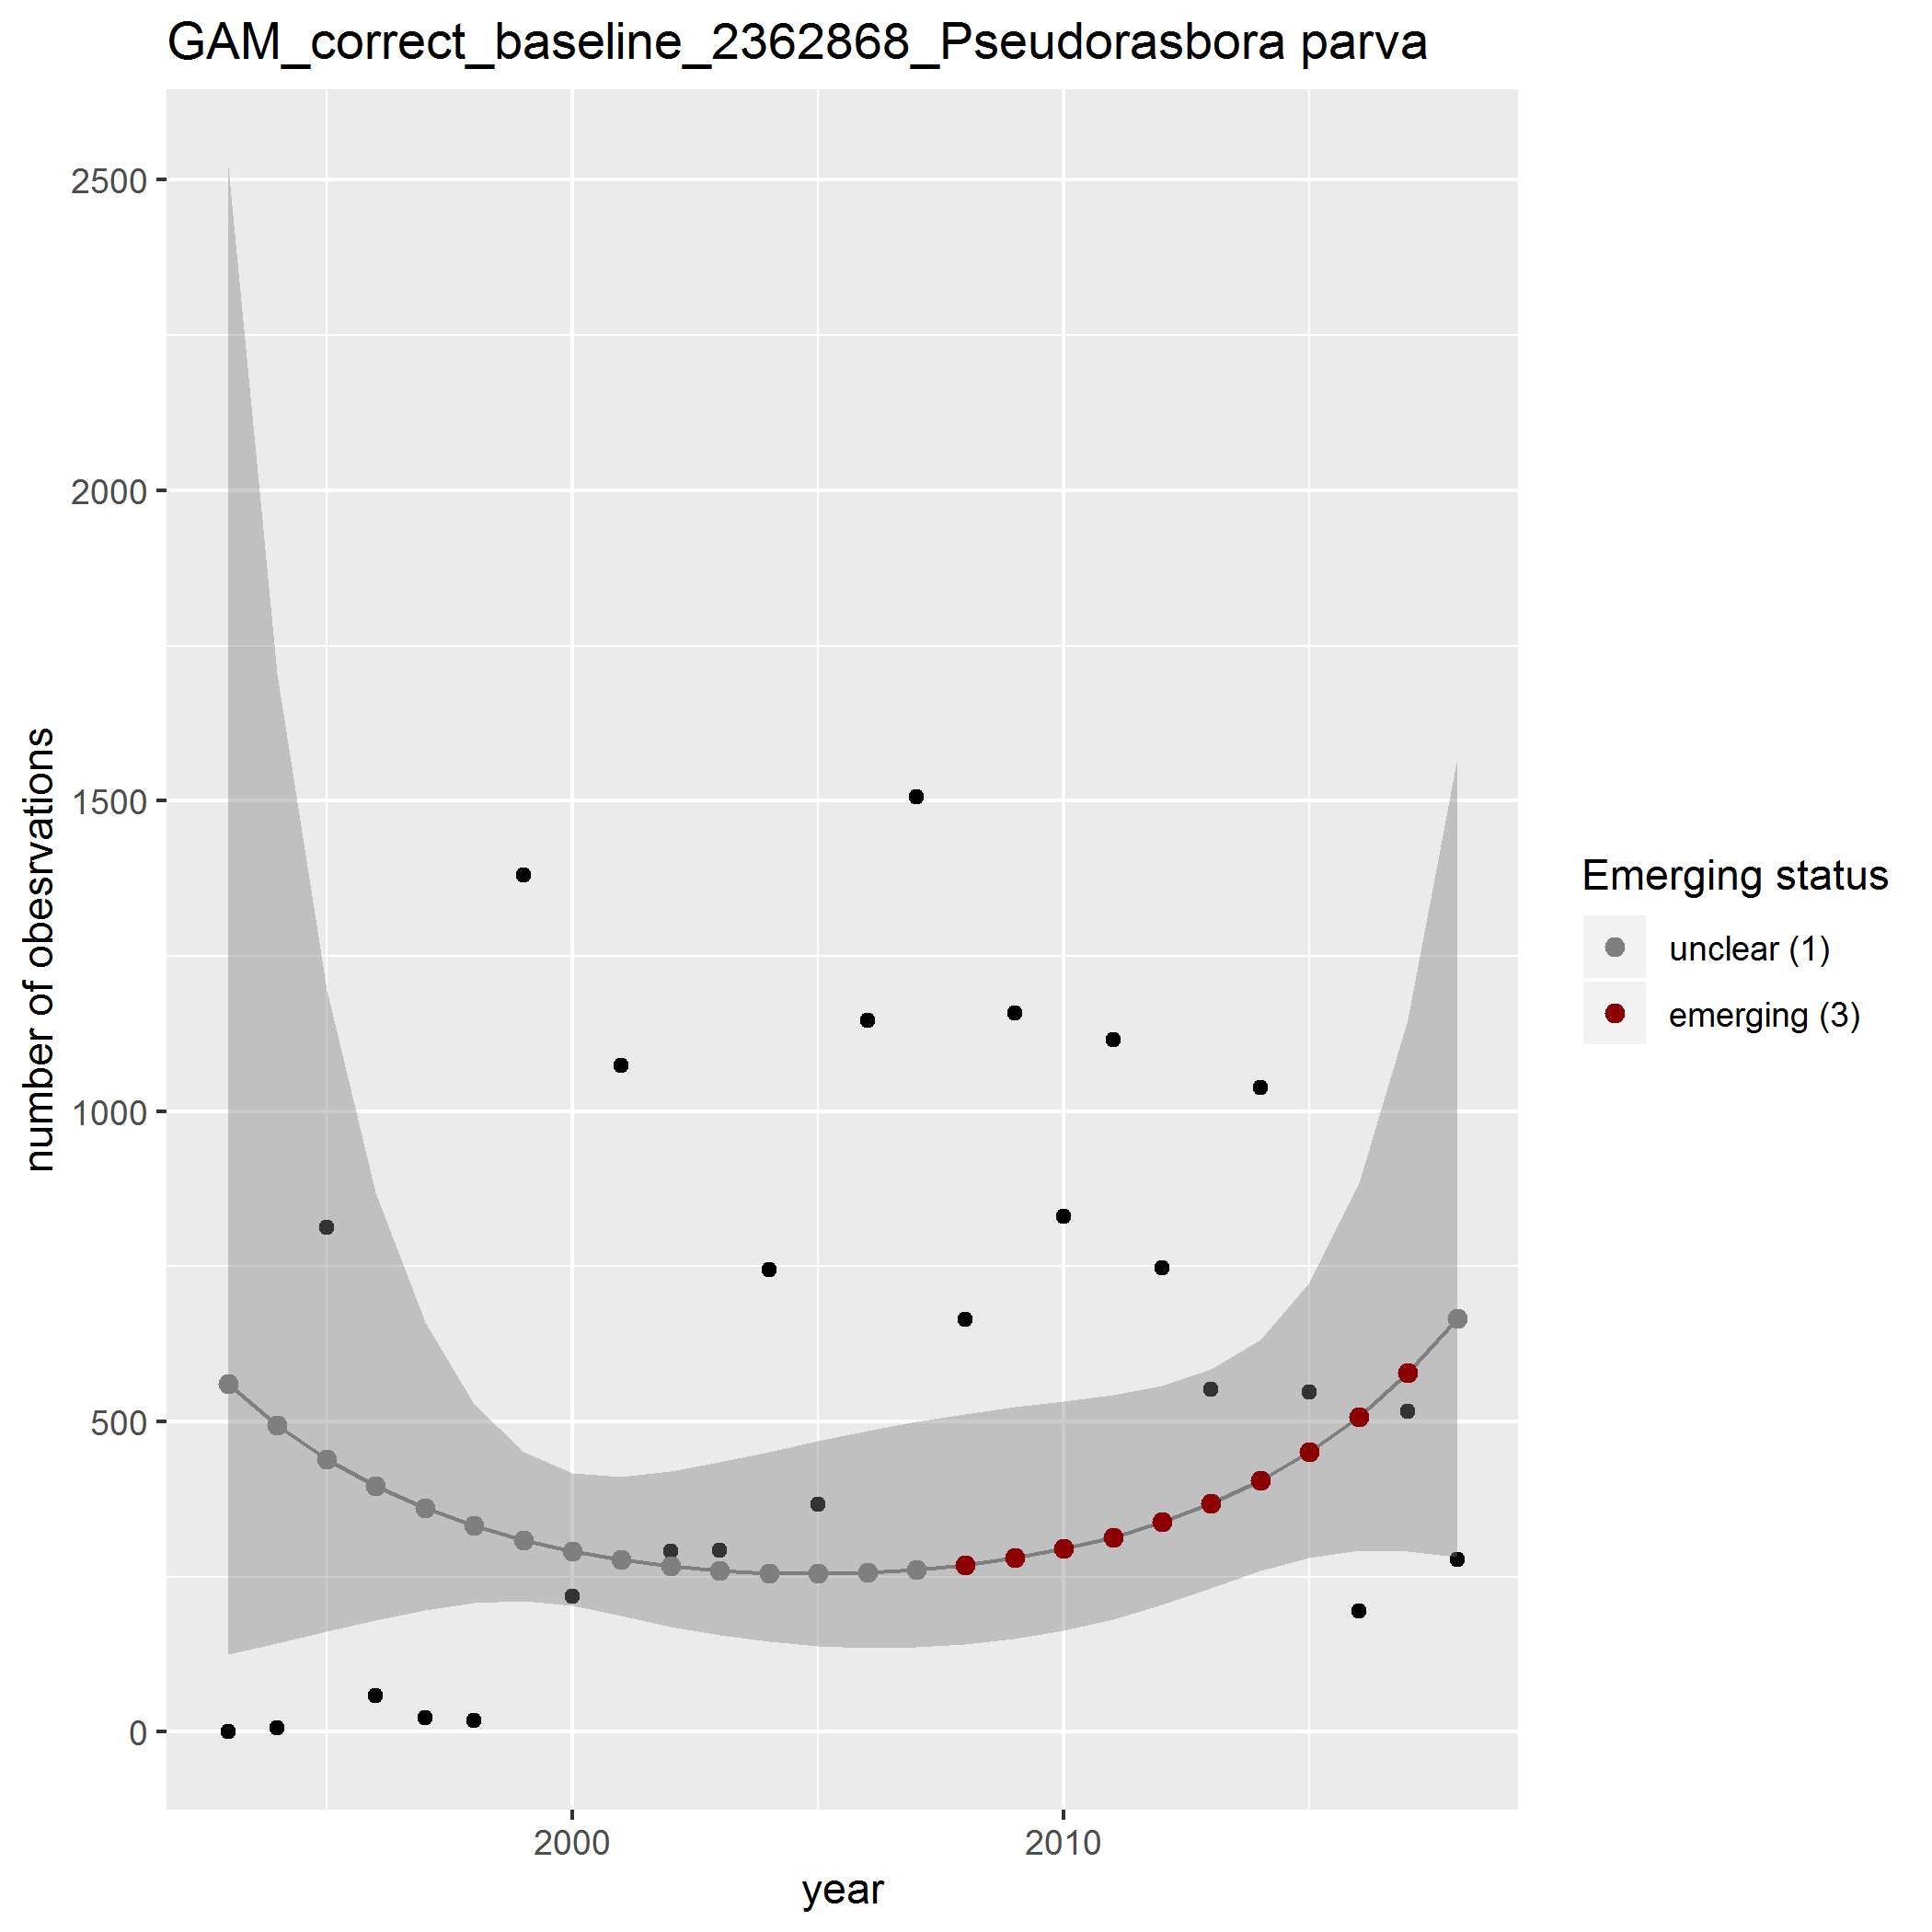 GAM_correct_baseline_2362868_Pseudorasbora parva
2500
2000
1500
1000
500
0
number of obesrvations
2000
2010
year
Emerging status
unclear (1)
emerging (3)